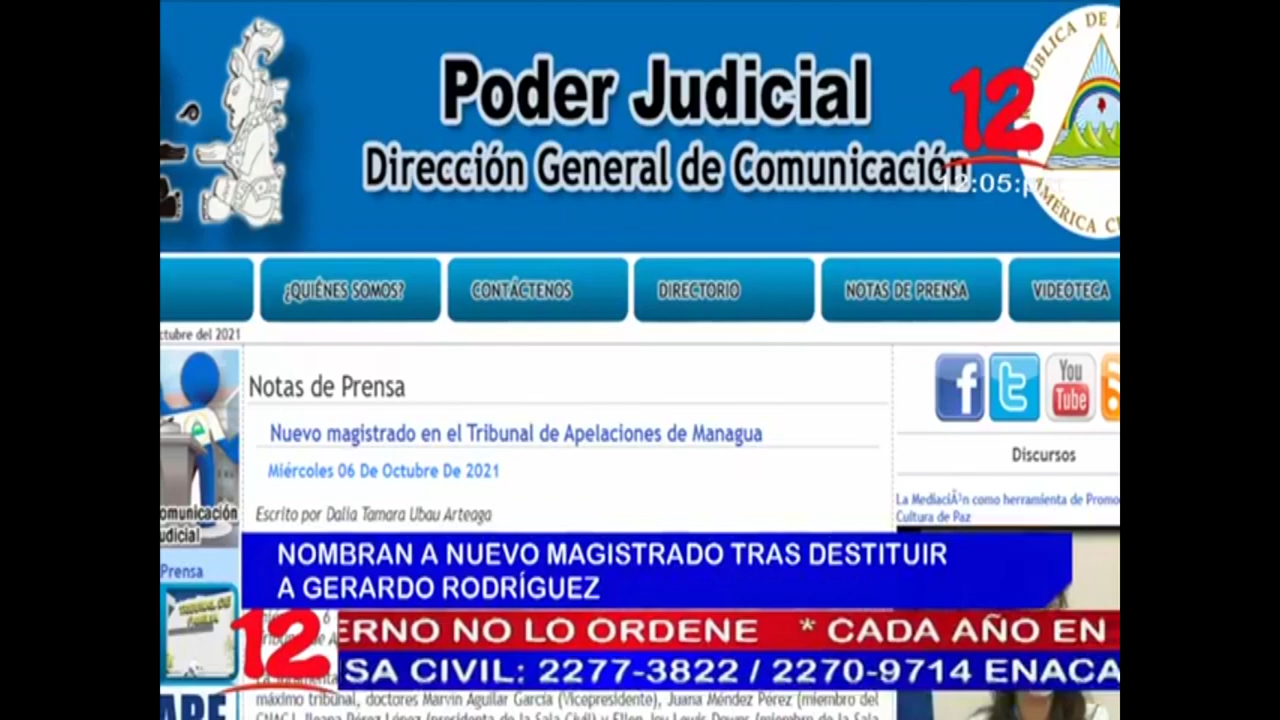 Poder Judicial
Dirección General de Comunicación
12
12:05:
¿QUIÉNES SOMOS?
CONTÁCTENOS
DIRECTORIO
NOTAS DE PRENSA
VIDEOTECA
ctubre del 2021
Notas de Prensa
Nuevo magistrado en el Tribunal de Apelaciones de Managua
Miércoles 06 De Octubre De 2021
Escrito por Dalia Tamara Ubau Arteaga
You
Tube
Discursos
La MediaciÃ³n como herramienta de Promo
Cultura de Paz
omunicación
udicial
Prensa
NOMBRAN A NUEVO MAGISTRADO TRAS DESTITUIR
A GERARDO RODRÍGUEZ
12
ERNO NO LO ORDENE * CADA AÑO EN
SA CIVIL: 2277-3822 / 2270-9714 ENACA
máximo tribunal, doctores Marvin Aguilar García (Vicepresidente), Juana Méndez Pérez (miembro del